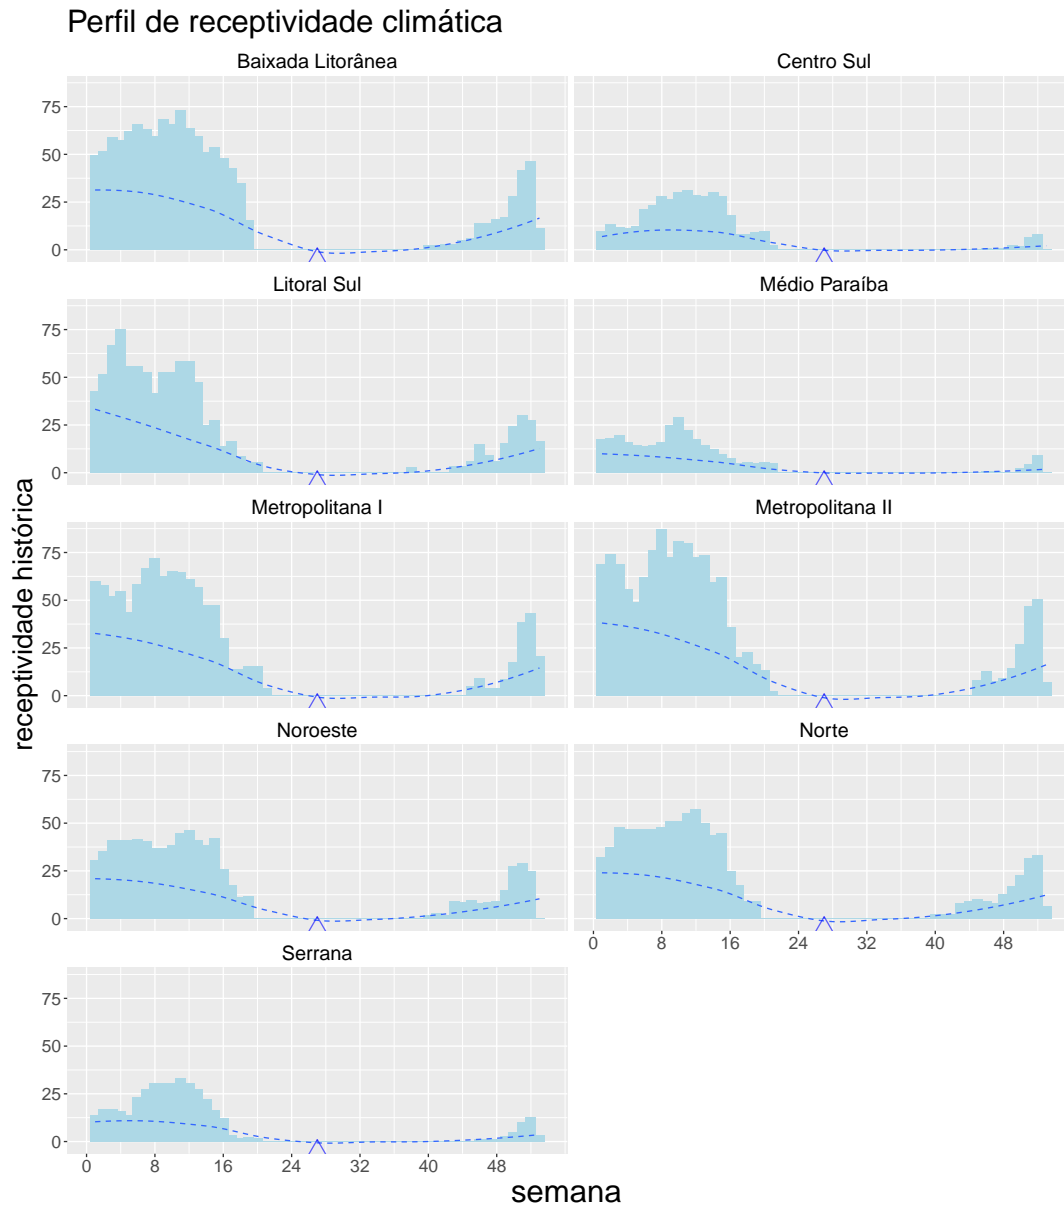 Perfil de receptividade climática
Baixada Litorânea
Centro Sul
75
50
25
0
Litoral Sul
Médio Paraíba
75
50
25
0
Metropolitana I
Metropolitana II
75
50
25
0
Noroeste
Norte
75
50
25
0
0 8 16 24 32 40 48
Serrana
75
50
25
0
0 8 16 24 32 40 48
semana
receptividade histórica